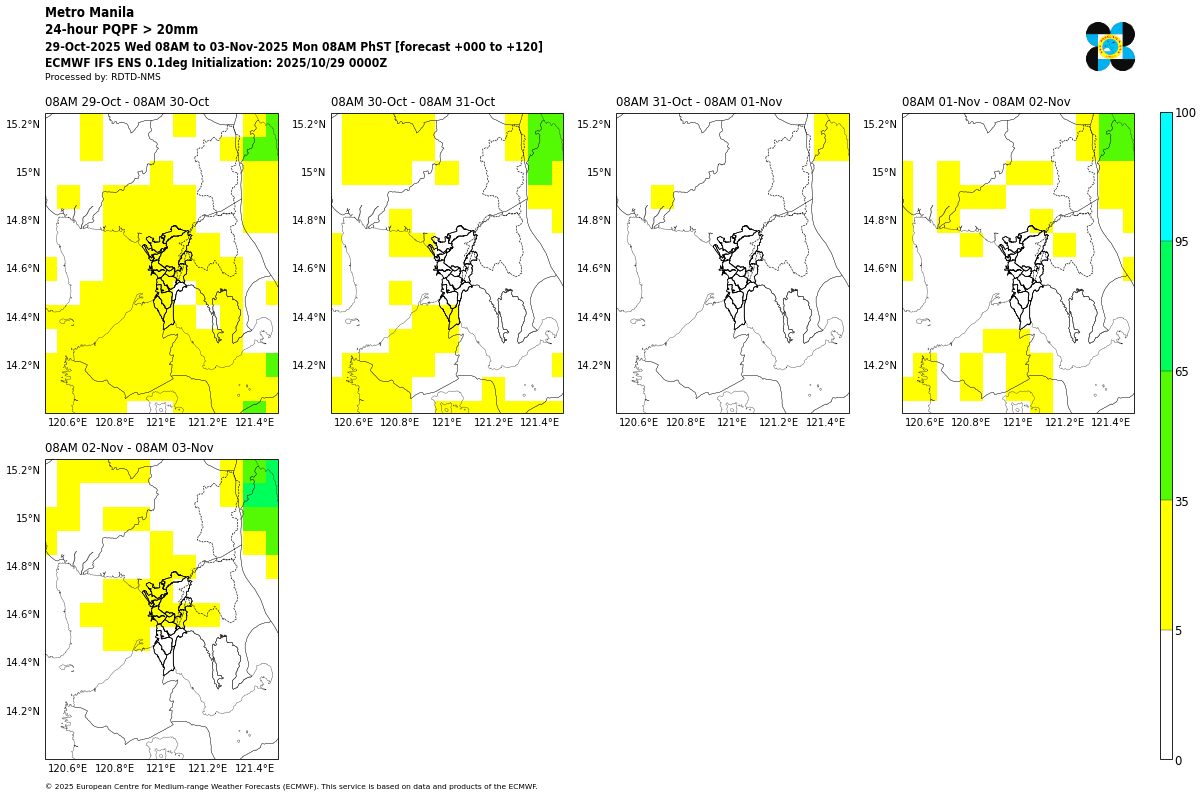 Metro Manila
24-hour PQPF > 20mm
29-Oct-2025 Wed 08AM to 03-Nov-2025 Mon 08AM PhST [forecast +000 to +120]
ECMWF IFS ENS 0.1deg Initialization: 2025/10/29 0000Z
Processed by: RDTD-NMS
08AM 29-Oct - 08AM 30-Oct
15.2°N
15°N
14.8°N
14.6°N
14.4°N
14.2°N
120.6°E 120.8°E 121°E 121.2°E 121.4°E
08AM 30-Oct - 08AM 31-Oct
15.2°N
15°N
14.8°N
14.6°N
14.4°N
14.2°N
120.6°E 120.8°E 121°E 121.2°E 121.4°E
08AM 31-Oct - 08AM 01-Nov
15.2°N
15°N
14.8°N
14.6°N
14.4°N
14.2°N
120.6°E 120.8°E 121°E 121.2°E 121.4°E
08AM 01-Nov - 08AM 02-Nov
15.2°N
15°N
14.8°N
14.6°N
14.4°N
14.2°N
120.6°E 120.8°E 121°E 121.2°E 121.4°E
100
95
65
35
5
0
08AM 02-Nov - 08AM 03-Nov
15.2°N
15°N
14.8°N
14.6°N
14.4°N
14.2°N
120.6°E 120.8°E 121°E 121.2°E 121.4°E
© 2025 European Centre for Medium-range Weather Forecasts (ECMWF). This service is based on data and products of the ECMWF.